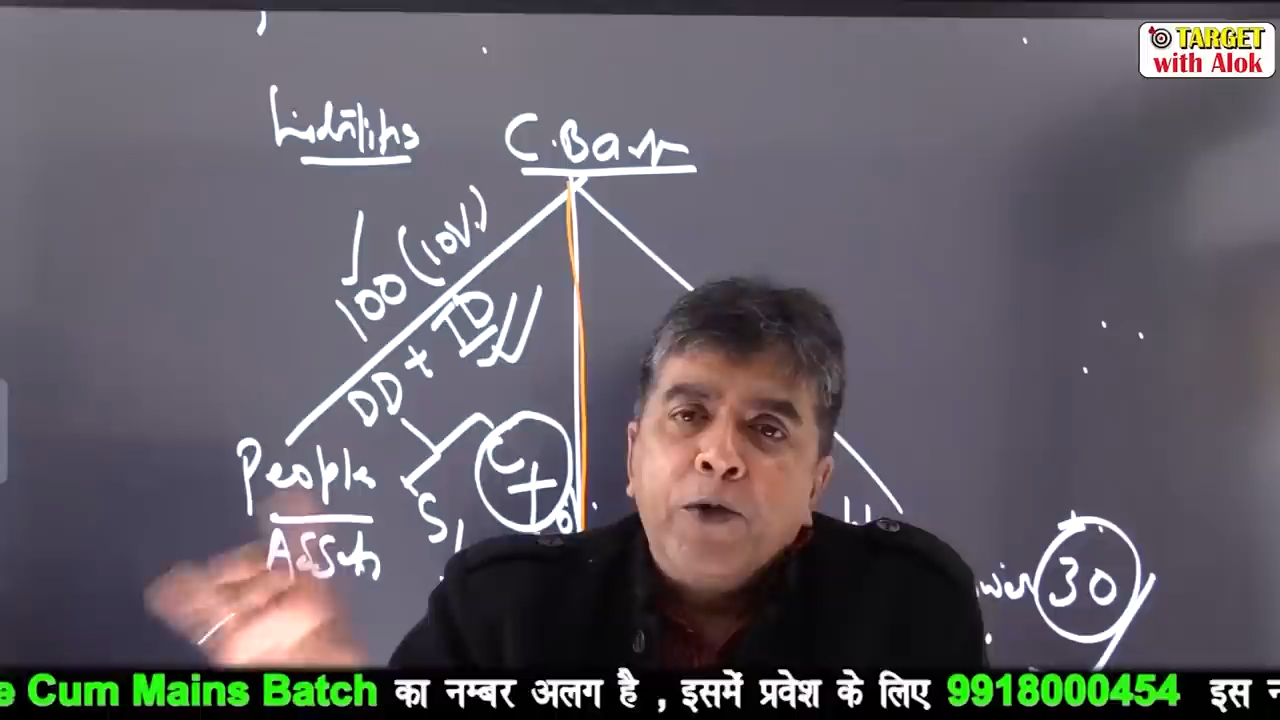 TARGET
with Alok
Liabilities
C.Bank
100 (10%)
DD + TD
C+
People
Assets
S
30
e Cum Mains Batch का नम्बर अलग है , इसमें प्रवेश के लिए 9918000454 इस न